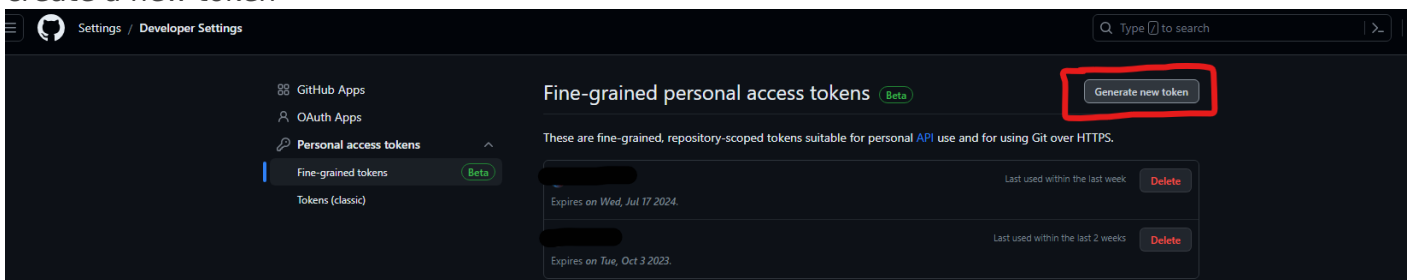 create a new token
Settings / Developer Settings
Type / to search
GitHub Apps
OAuth Apps
Personal access tokens
Fine-grained tokens Beta
Tokens (classic)
Fine-grained personal access tokens Beta
Generate new token
These are fine-grained, repository-scoped tokens suitable for personal API use and for using Git over HTTPS.
Last used within the last week Delete
Expires on Wed, Jul 17 2024.
Last used within the last 2 weeks Delete
Expires on Tue, Oct 3 2023.